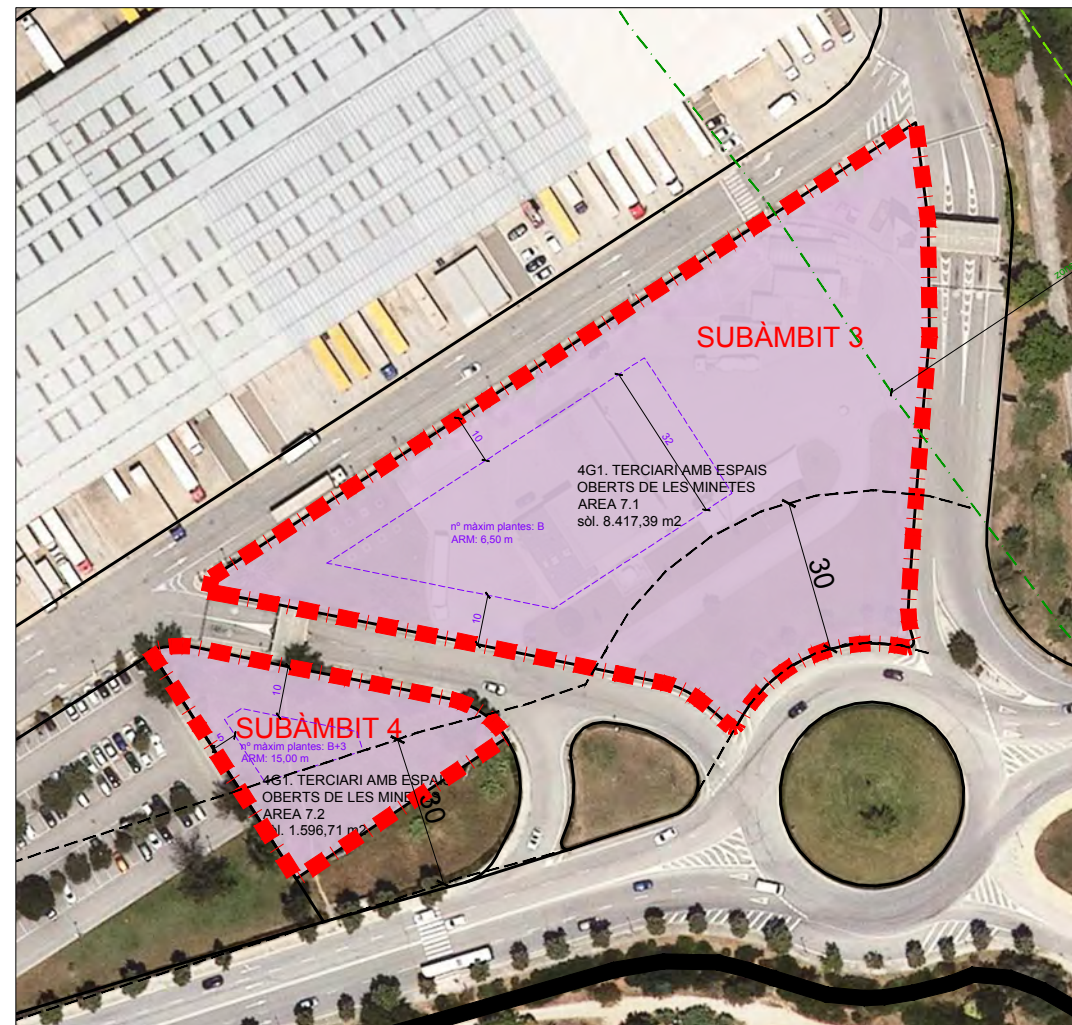 SUBÀMBIT 3
10
32
4G1. TERCIARI AMB ESPAIS
OBERTS DE LES MINETES
AREA 7.1
sòl. 8.417,39 m2
nº màxim plantes: B
ARM: 6,50 m
30
10
10
SUBÀMBIT 4
5
nº màxim plantes: B+3
ARM: 15,00 m
4G1. TERCIARI AMB ESPAI
OBERTS DE LES MINE
AREA 7.2
l. 1.596,71 m2
30